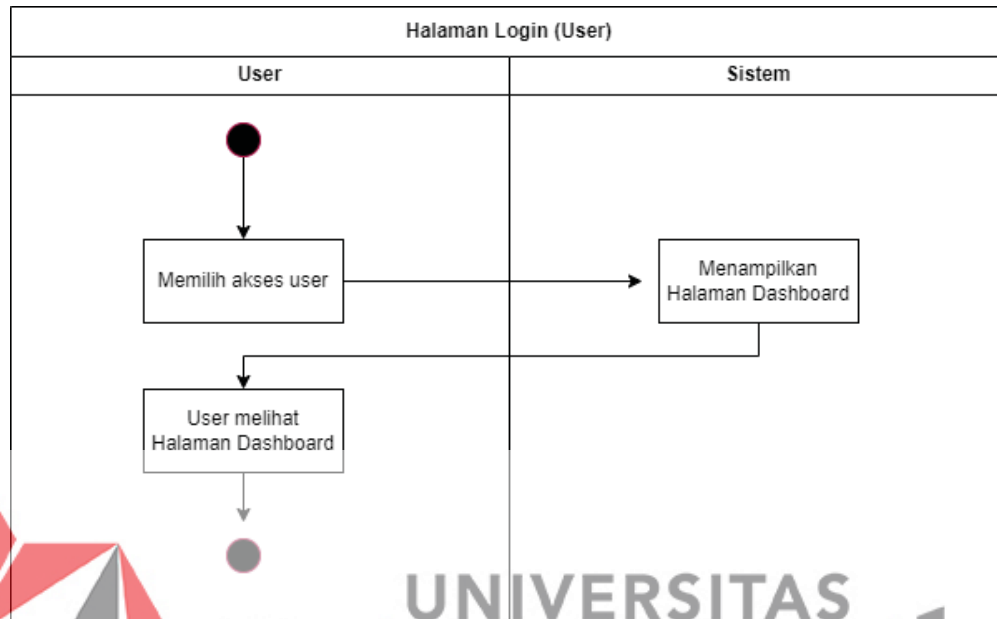 Halaman Login (User)
User
Sistem
Memilih akses user
Menampilkan
Halaman Dashboard
User melihat
Halaman Dashboard
UNIVERSITAS